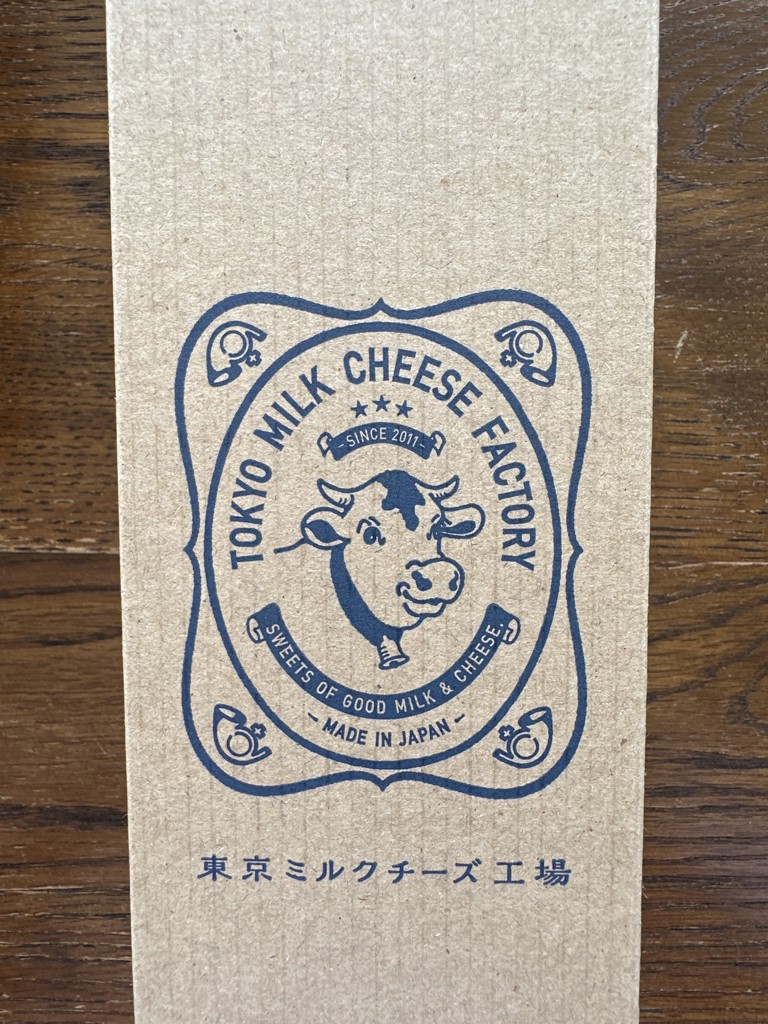 TOKYO MILK CHEESE FACTORY
-SINCE 2011-
SWEETS OF GOOD MILK & CHEESE.
- MADE IN JAPAN -
東京ミルクチーズ工場